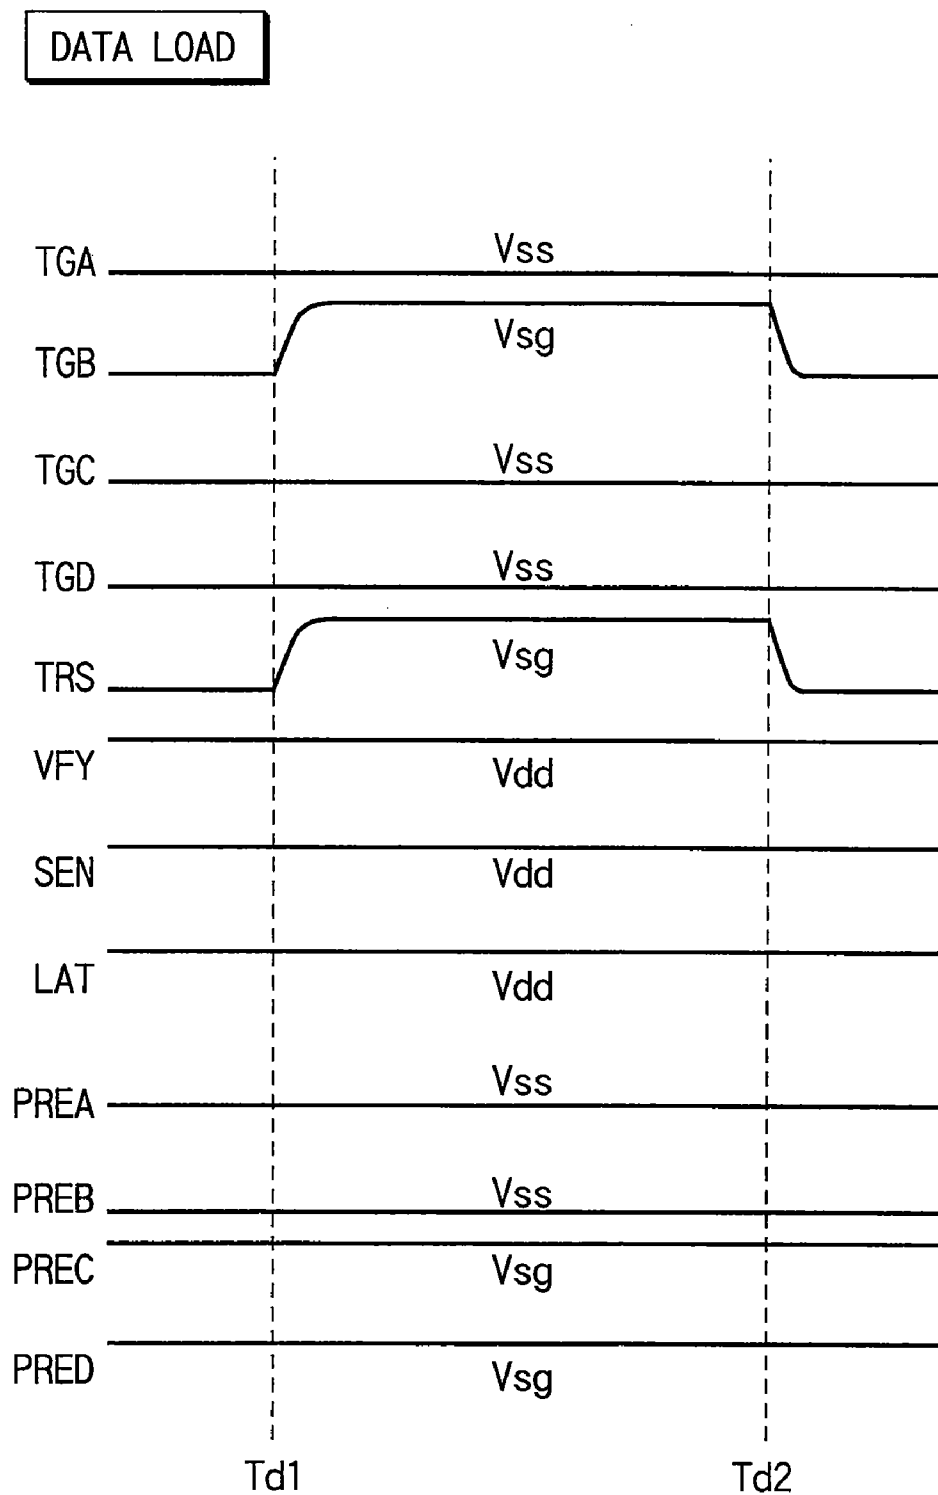 DATA LOAD
TGA Vss
TGB Vsg
TGC Vss
TGD Vss
TRS Vsg
VFY Vdd
SEN Vdd
LAT Vdd
PREA Vss
PREB Vss
PREC Vsg
PRED Vsg
Td1 Td2